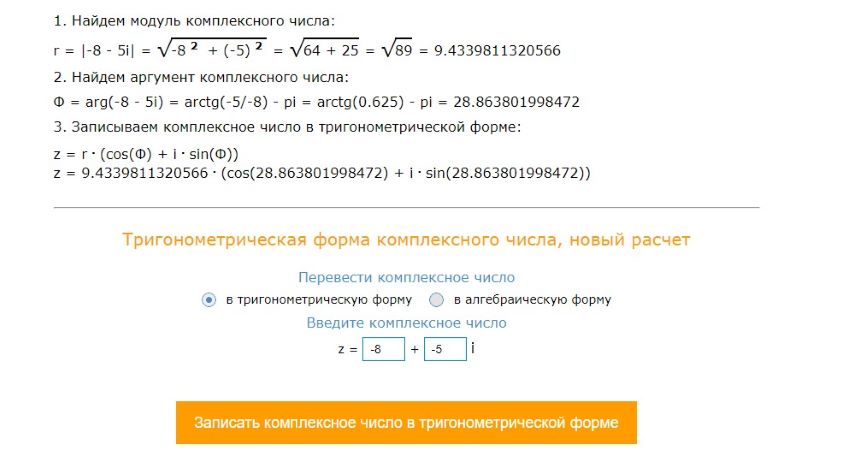 1. Найдем модуль комплексного числа:
r = |-8 - 5i| = √-8 ² + (-5) ² = √64 + 25 = √89 = 9.4339811320566
2. Найдем аргумент комплексного числа:
Φ = arg(-8 - 5i) = arctg(-5/-8) - pi = arctg(0.625) - pi = 28.863801998472
3. Записываем комплексное число в тригонометрической форме:
z = r · (cos(Φ) + i · sin(Φ))
z = 9.4339811320566 · (cos(28.863801998472) + i · sin(28.863801998472))
Тригонометрическая форма комплексного числа, новый расчет
Перевести комплексное число
в тригонометрическую форму в алгебраическую форму
Введите комплексное число
z = -8 + -5 i
Записать комплексное число в тригонометрической форме